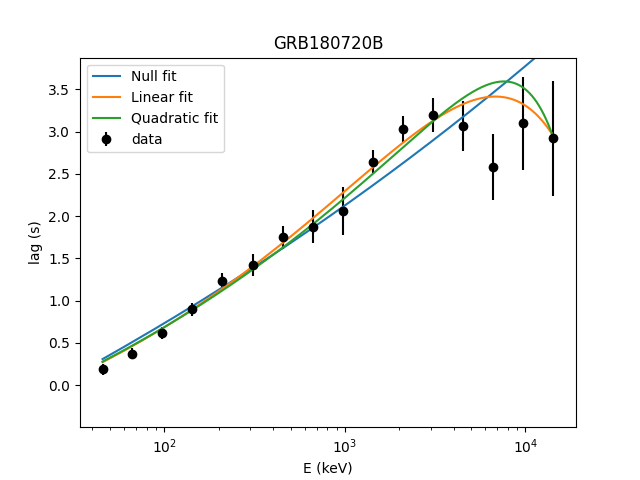 GRB180720B
Null fit
Linear fit
Quadratic fit
data
3.5
3.0
2.5
2.0
1.5
1.0
0.5
0.0
lag (s)
10²
10³
10⁴
E (keV)